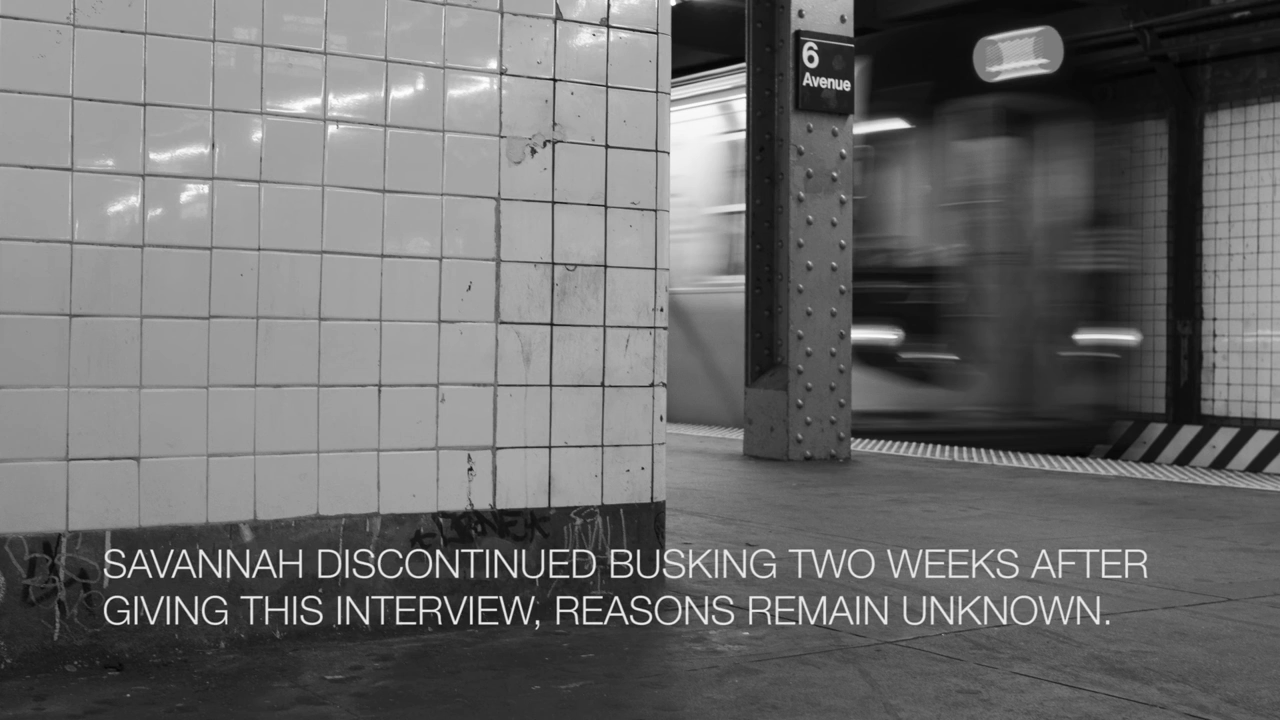 6
Avenue
SAVANNAH DISCONTINUED BUSKING TWO WEEKS AFTER
GIVING THIS INTERVIEW, REASONS REMAIN UNKNOWN.